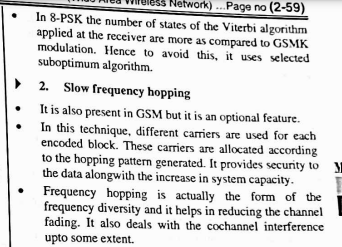 Area Wireless Network) ...Page no (2-59)
• In 8-PSK the number of states of the Viterbi algorithm
applied at the receiver are more as compared to GSMK
modulation. Hence to avoid this, it uses selected
suboptimum algorithm.
2. Slow frequency hopping
• It is also present in GSM but it is an optional feature.
• In this technique, different carriers are used for each
encoded block. These carriers are allocated according
to the hopping pattern generated. It provides security to
the data alongwith the increase in system capacity.
• Frequency hopping is actually the form of the
frequency diversity and it helps in reducing the channel
fading. It also deals with the cochannel interference
upto some extent.